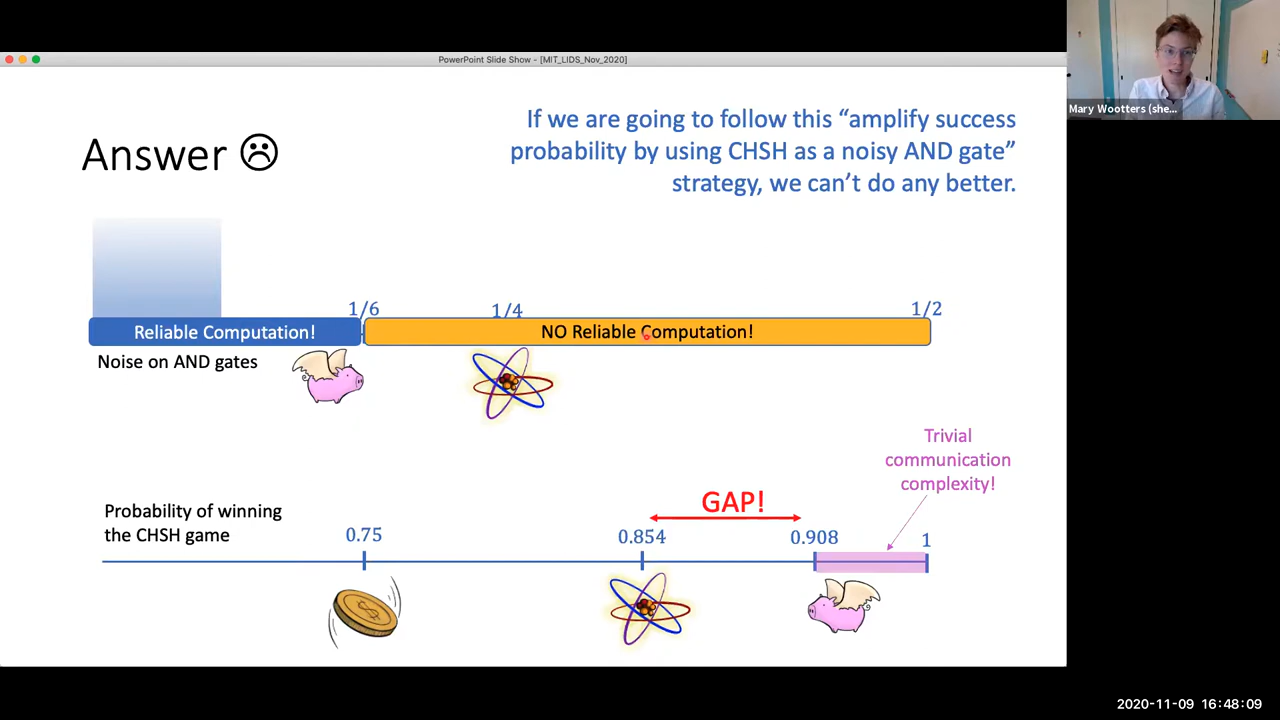 PowerPoint Slide Show - [MIT_LIDS_Nov_2020]
Mary Wootters (she...
Answer ☹
If we are going to follow this “amplify success
probability by using CHSH as a noisy AND gate”
strategy, we can’t do any better.
1/6
1/4
1/2
Reliable Computation!
NO Reliable Computation!
Noise on AND gates
Trivial
communication
complexity!
GAP!
Probability of winning
the CHSH game
0.75
0.854
0.908
1
$
2020-11-09 16:48:09